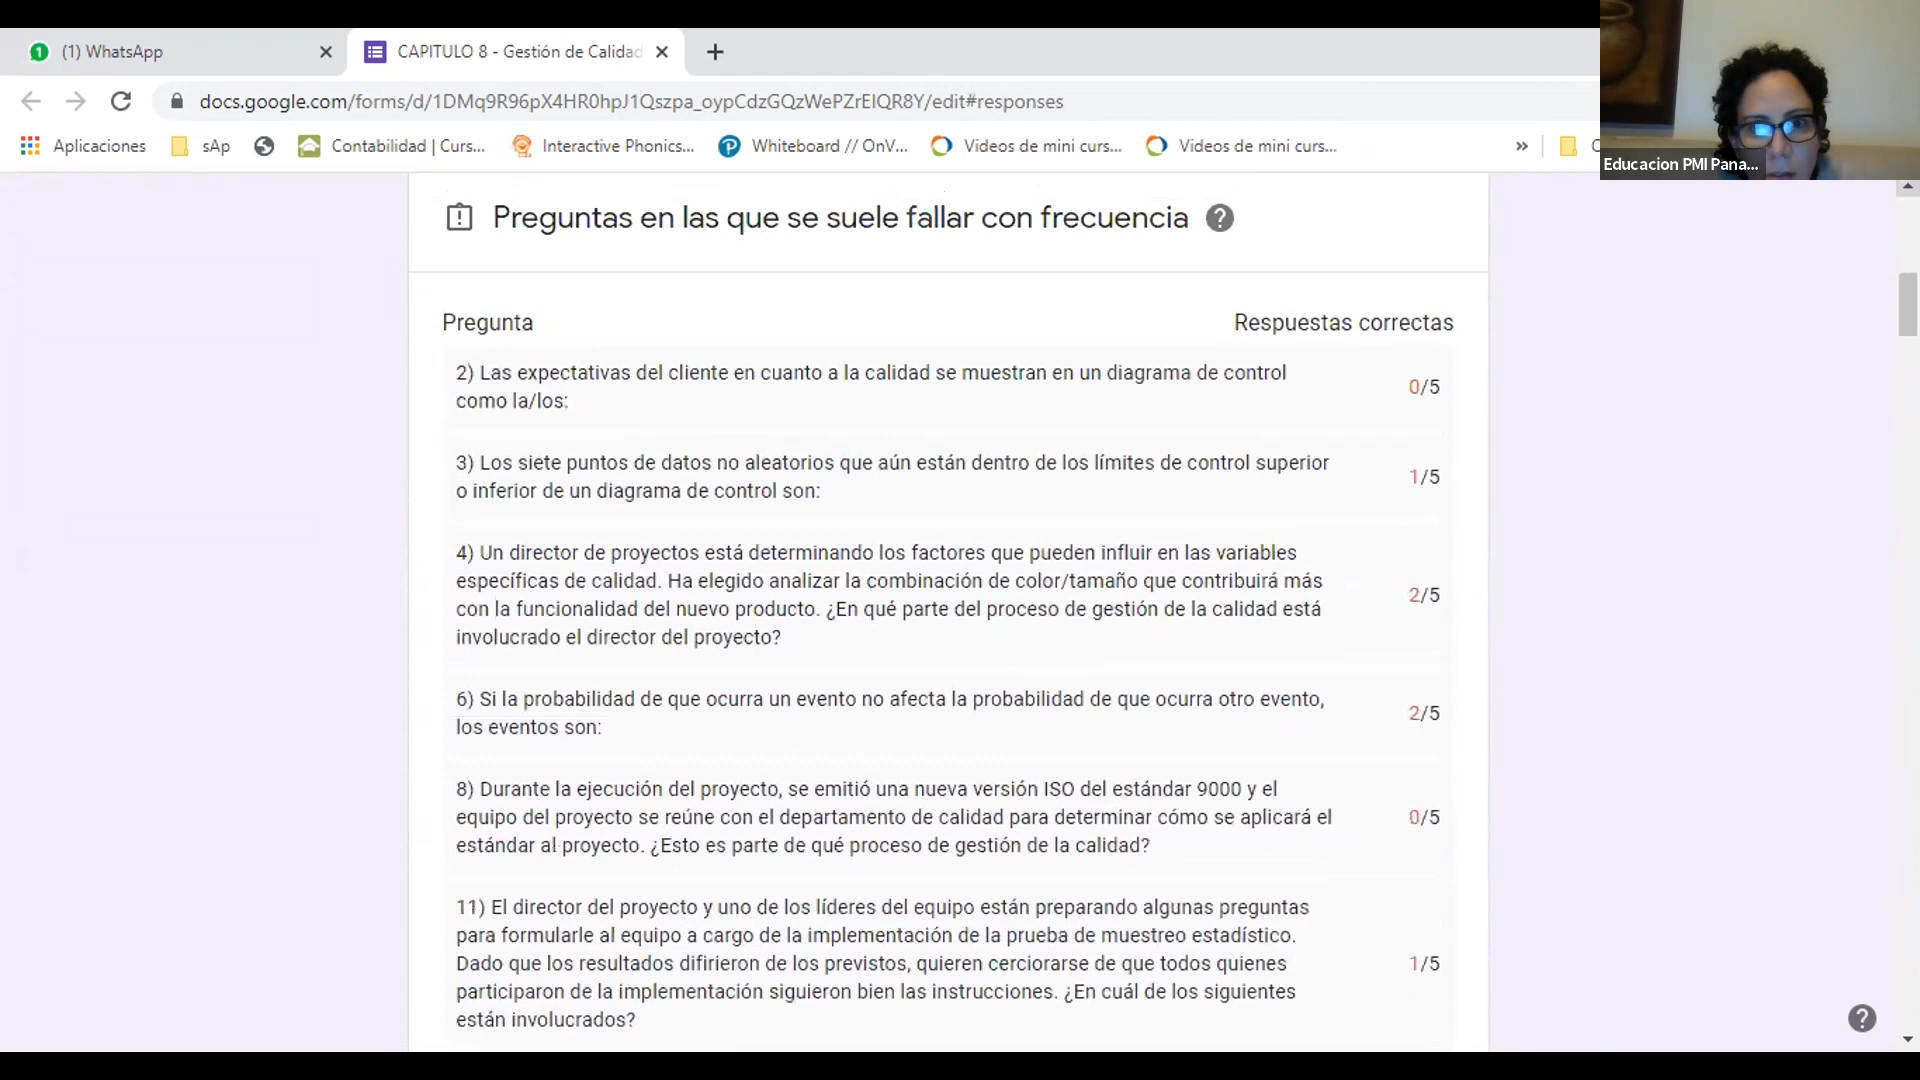 (1) WhatsApp
CAPITULO 8 - Gestión de Calidad
docs.google.com/forms/d/1DMq9R96pX4HR0hpJ1Qszpa_oypCdzGQzWePZrEIQR8Y/edit#responses
Aplicaciones
sAp
Contabilidad | Curs...
Interactive Phonics...
Whiteboard // OnV...
Videos de mini curs...
Videos de mini curs...
»
Educacion PMI Pana...
Preguntas en las que se suele fallar con frecuencia
Pregunta
Respuestas correctas
2) Las expectativas del cliente en cuanto a la calidad se muestran en un diagrama de control
como la/los:
0/5
3) Los siete puntos de datos no aleatorios que aún están dentro de los límites de control superior
o inferior de un diagrama de control son:
1/5
4) Un director de proyectos está determinando los factores que pueden influir en las variables
específicas de calidad. Ha elegido analizar la combinación de color/tamaño que contribuirá más
con la funcionalidad del nuevo producto. ¿En qué parte del proceso de gestión de la calidad está
involucrado el director del proyecto?
2/5
6) Si la probabilidad de que ocurra un evento no afecta la probabilidad de que ocurra otro evento,
los eventos son:
2/5
8) Durante la ejecución del proyecto, se emitió una nueva versión ISO del estándar 9000 y el
equipo del proyecto se reúne con el departamento de calidad para determinar cómo se aplicará el
estándar al proyecto. ¿Esto es parte de qué proceso de gestión de la calidad?
0/5
11) El director del proyecto y uno de los líderes del equipo están preparando algunas preguntas
para formularle al equipo a cargo de la implementación de la prueba de muestreo estadístico.
Dado que los resultados difirieron de los previstos, quieren cerciorarse de que todos quienes
participaron de la implementación siguieron bien las instrucciones. ¿En cuál de los siguientes
están involucrados?
1/5